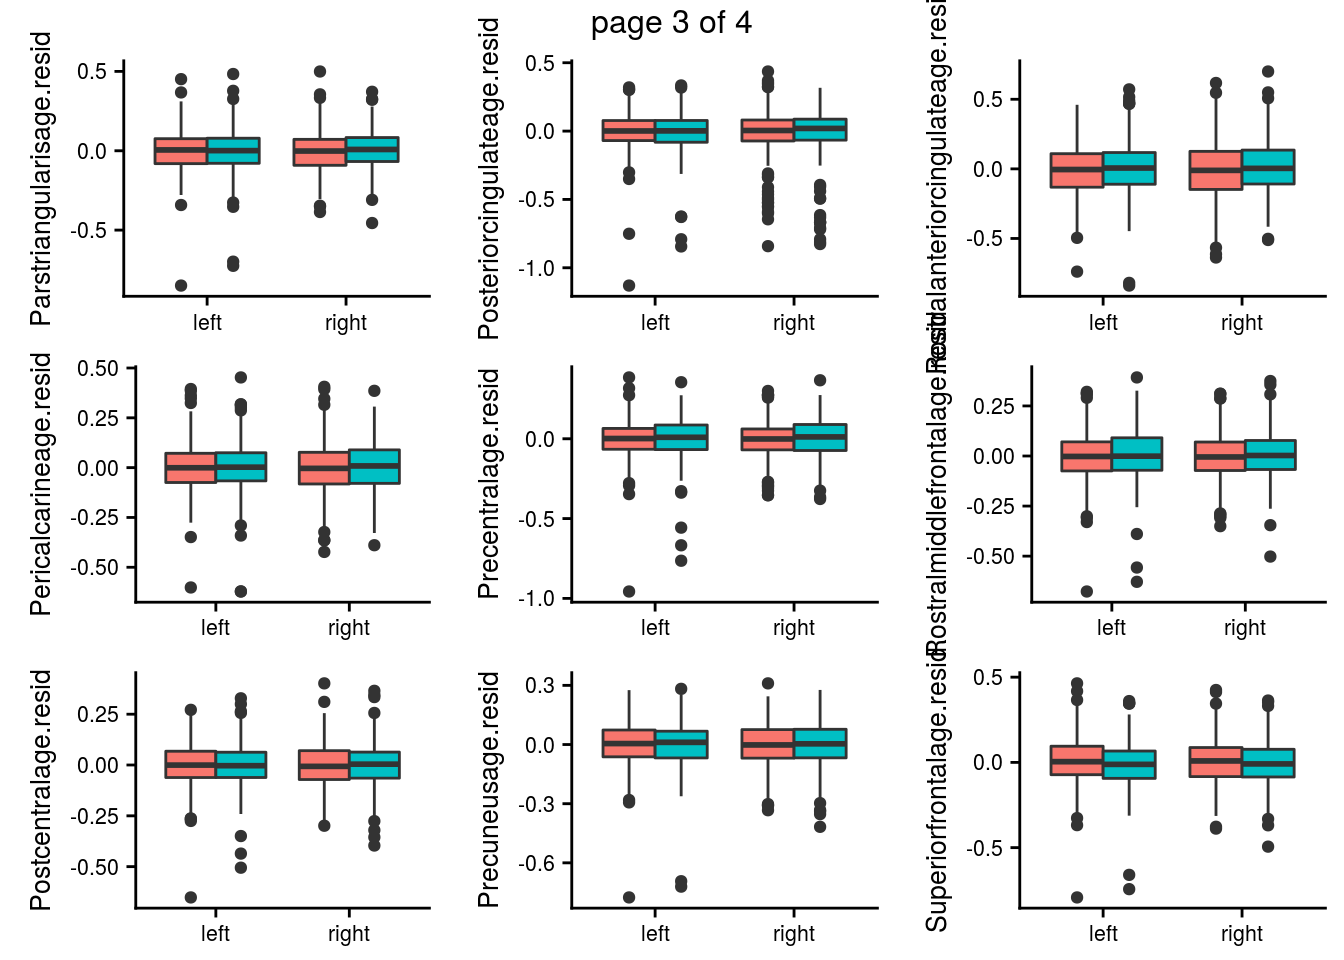 page 3 of 4
Parstriangularisage.resid
0.5
0.0
-0.5
left right
Posteriorcingulateage.resid
0.5
0.0
-0.5
-1.0
left right
Rostralanteriorcingulateage.resid
0.5
0.0
-0.5
left right
Pericalcarineage.resid
0.50
0.25
0.00
-0.25
-0.50
left right
Precentralage.resid
0.0
-0.5
-1.0
left right
Rostralmiddlefrontalage.resid
0.25
0.00
-0.25
-0.50
left right
Postcentralage.resid
0.25
0.00
-0.25
-0.50
left right
Precuneusage.resid
0.3
0.0
-0.3
-0.6
left right
Superiorfrontalage.resid
0.5
0.0
-0.5
left right